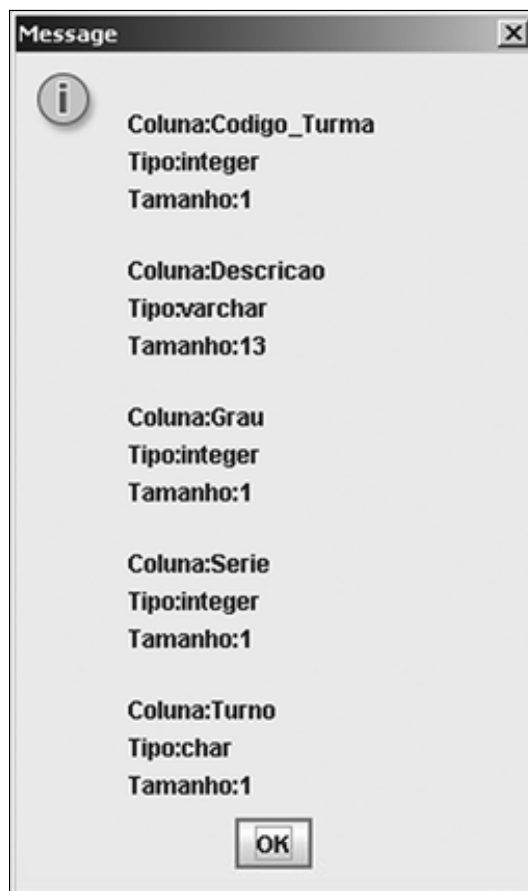 Message
Coluna:Codigo_Turma
Tipo:integer
Tamanho:1
Coluna:Descricao
Tipo:varchar
Tamanho:13
Coluna:Grau
Tipo:integer
Tamanho:1
Coluna:Serie
Tipo:integer
Tamanho:1
Coluna:Turno
Tipo:char
Tamanho:1
OK